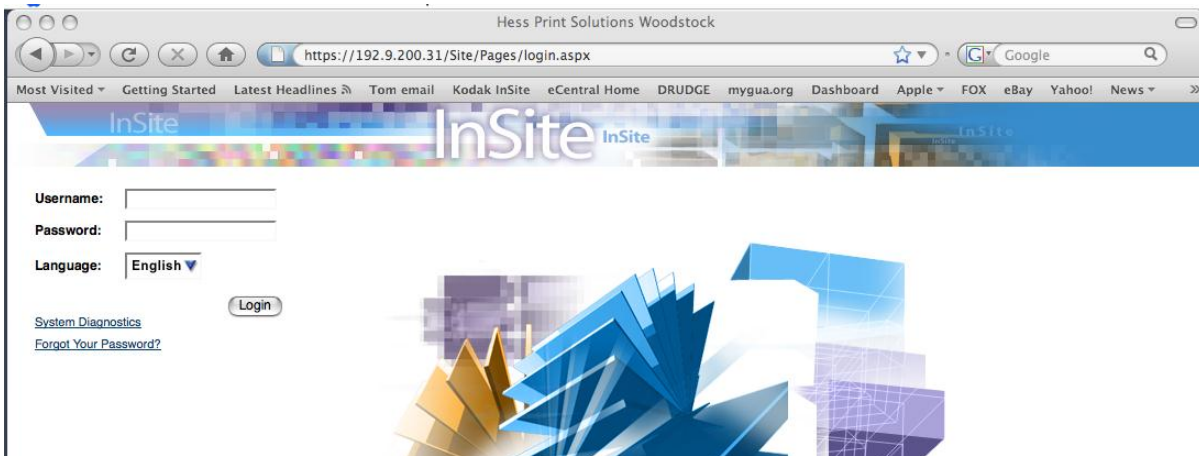 Hess Print Solutions Woodstock
https://192.9.200.31/Site/Pages/login.aspx
Google
Most Visited Getting Started Latest Headlines Tom email Kodak InSite eCentral Home DRUDGE mygua.org Dashboard Apple FOX eBay Yahoo! News »
InSite InSite InSite InSite
InSite
Username:
Password:
Language: English
Login
System Diagnostics
Forgot Your Password?